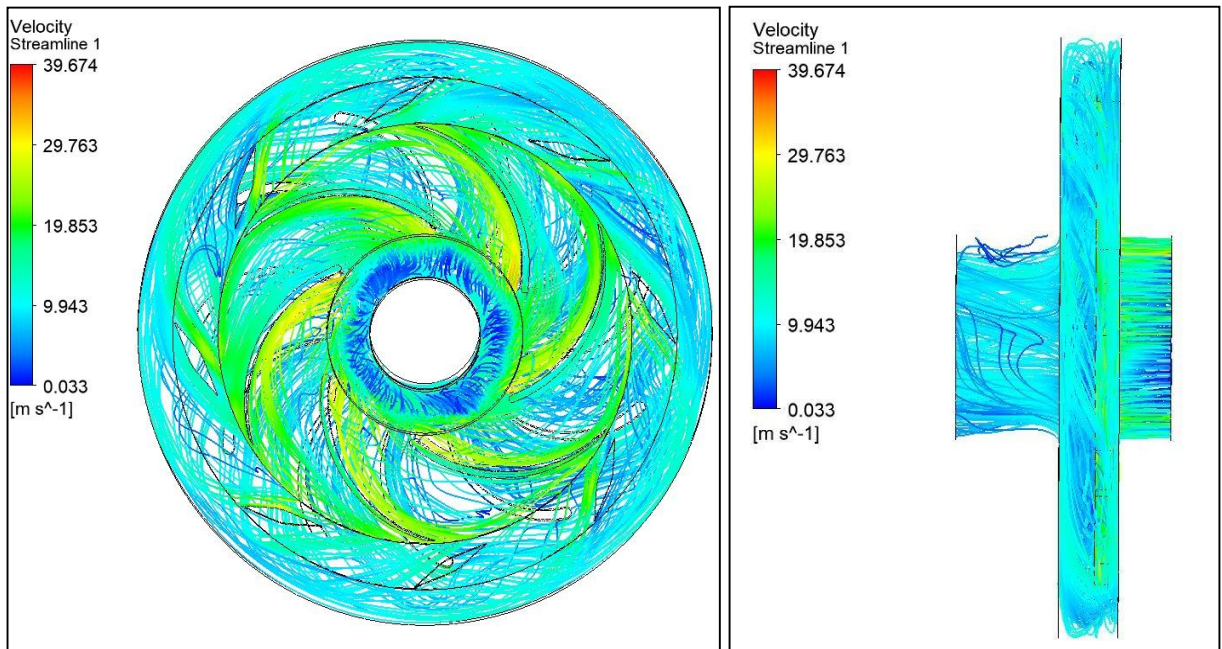 Velocity
Streamline 1
39.674
29.763
19.853
9.943
0.033
[m s^-1]
Velocity
Streamline 1
39.674
29.763
19.853
9.943
0.033
[m s^-1]